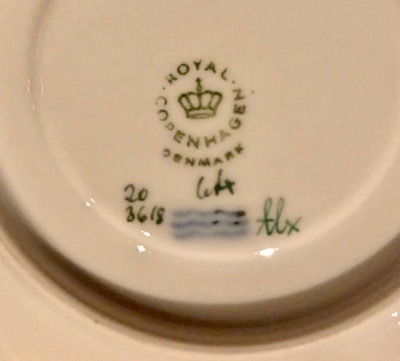 ROYAL
COPENHAGEN
DENMARK
20
3618